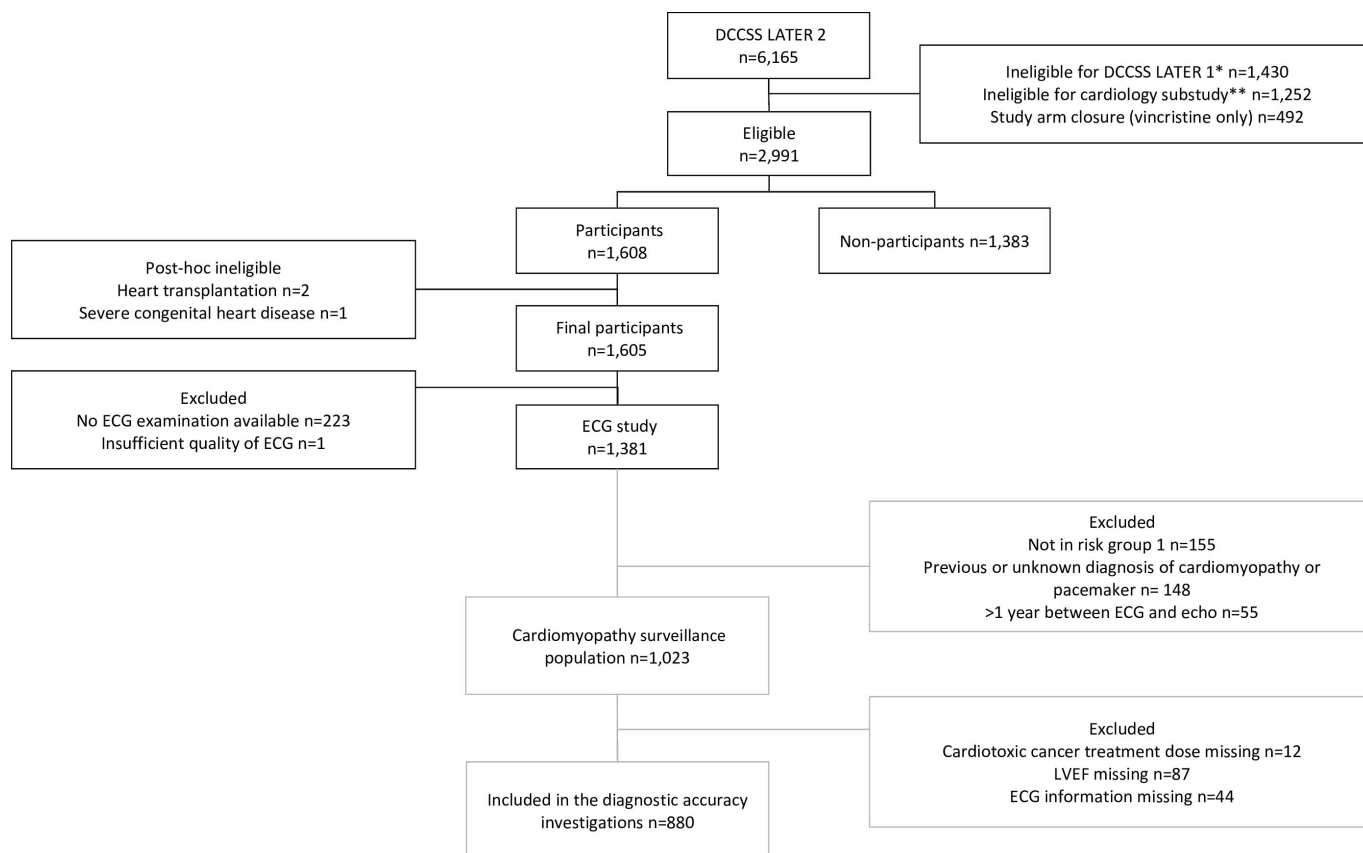 DCCSS LATER 2
n=6,165
Ineligible for DCCSS LATER 1* n=1,430
Ineligible for cardiology substudy** n=1,252
Study arm closure (vincristine only) n=492
Eligible
n=2,991
Participants
n=1,608
Non-participants n=1,383
Post-hoc ineligible
Heart transplantation n=2
Severe congenital heart disease n=1
Final participants
n=1,605
Excluded
No ECG examination available n=223
Insufficient quality of ECG n=1
ECG study
n=1,381
Excluded
Not in risk group 1 n=155
Previous or unknown diagnosis of cardiomyopathy or
pacemaker n= 148
>1 year between ECG and echo n=55
Cardiomyopathy surveillance
population n=1,023
Excluded
Cardiotoxic cancer treatment dose missing n=12
LVEF missing n=87
ECG information missing n=44
Included in the diagnostic accuracy
investigations n=880